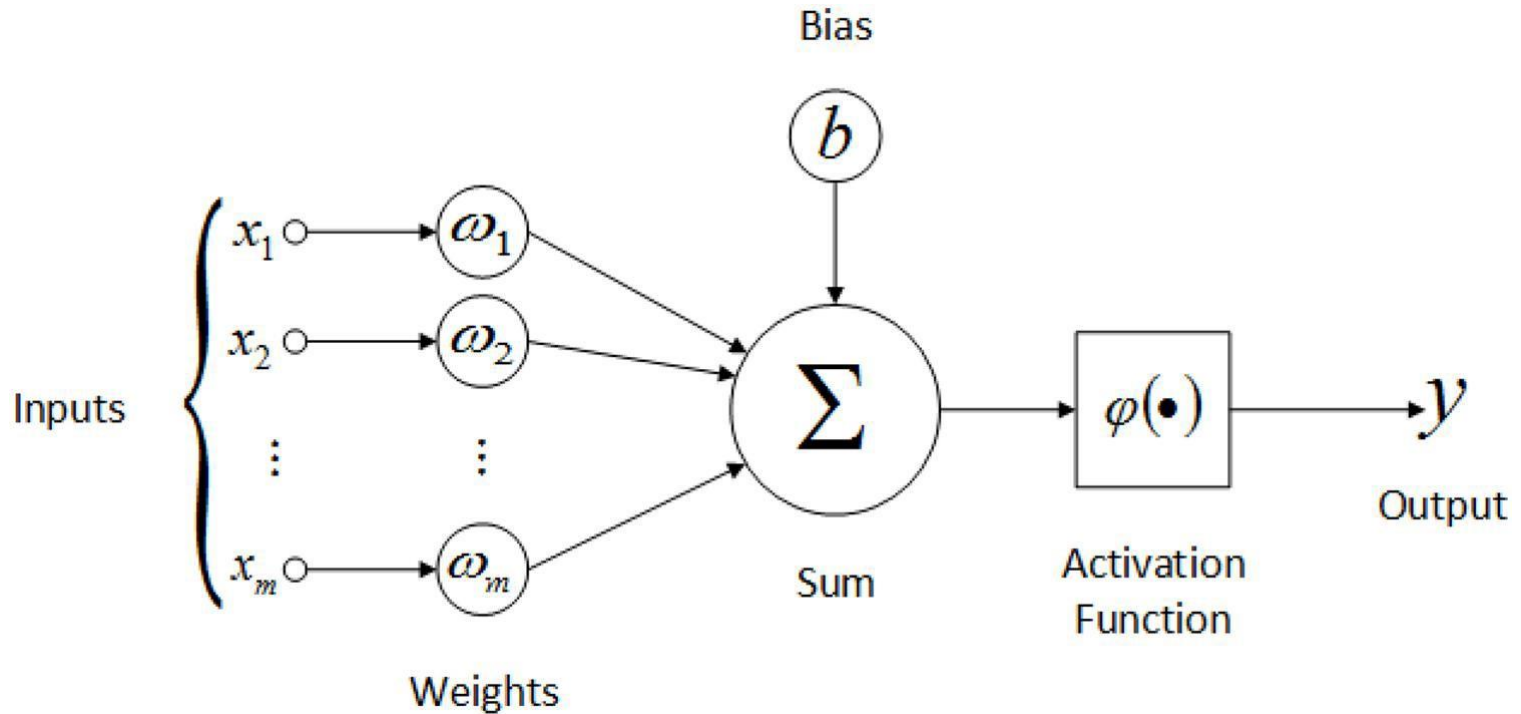 Bias
b
x₁
ω₁
x₂
ω₂
Inputs
⋮ ⋮
Σ
φ(•)
y
Output
xₘ
ωₘ
Sum
Activation
Function
Weights